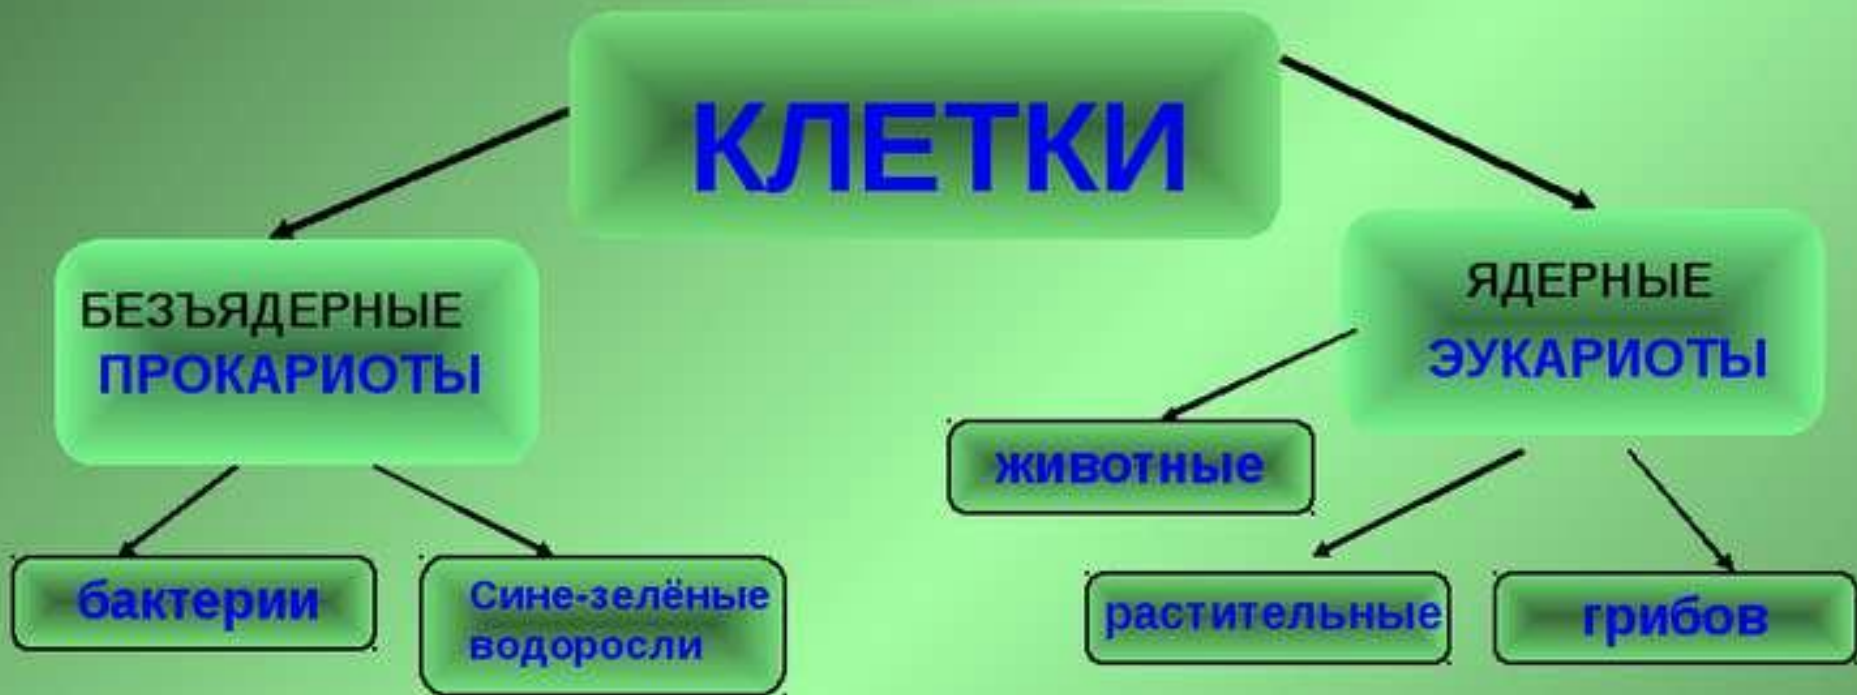 КЛЕТКИ
БЕЗЪЯДЕРНЫЕ
ПРОКАРИОТЫ
ЯДЕРНЫЕ
ЭУКАРИОТЫ
бактерии
Сине-зелёные
водоросли
животные
растительные
грибов